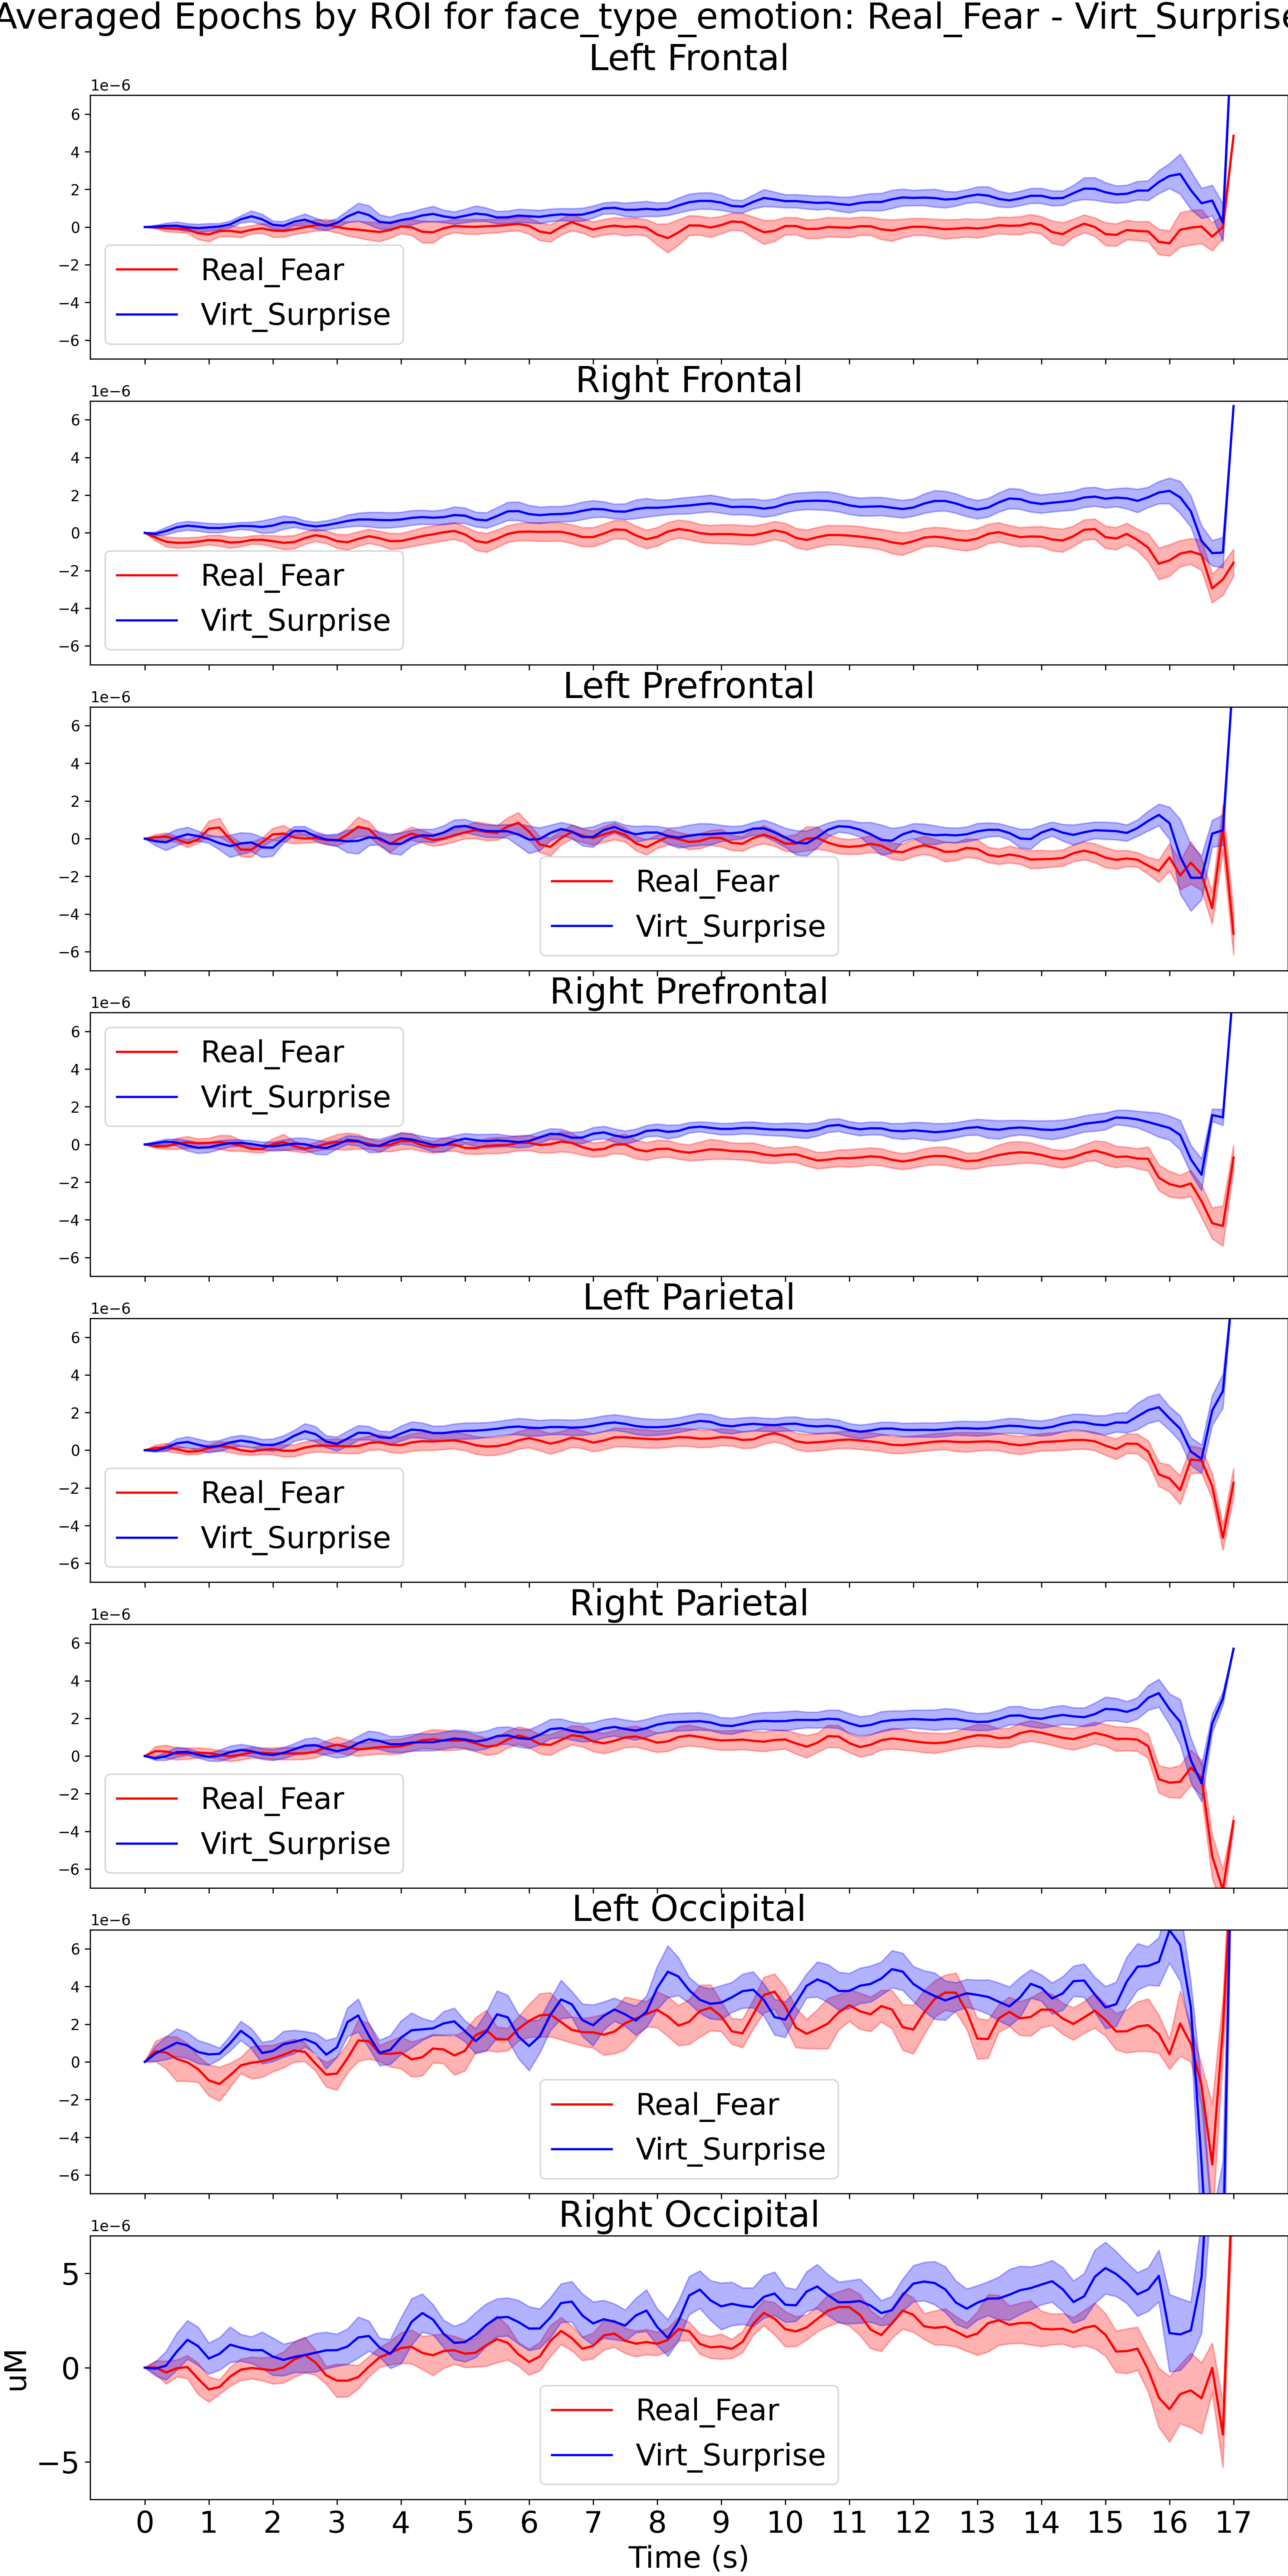 Averaged Epochs by ROI for face_type_emotion: Real_Fear - Virt_Surprise
Left Frontal
1e−6
6
4
2
0
−2
−4
−6
Real_Fear
Virt_Surprise
Right Frontal
1e−6
6
4
2
0
−2
−4
−6
Real_Fear
Virt_Surprise
Left Prefrontal
1e−6
6
4
2
0
−2
−4
−6
Real_Fear
Virt_Surprise
Right Prefrontal
1e−6
6
4
2
0
−2
−4
−6
Real_Fear
Virt_Surprise
Left Parietal
1e−6
6
4
2
0
−2
−4
−6
Real_Fear
Virt_Surprise
Right Parietal
1e−6
6
4
2
0
−2
−4
−6
Real_Fear
Virt_Surprise
Left Occipital
1e−6
6
4
2
0
−2
−4
−6
Real_Fear
Virt_Surprise
Right Occipital
1e−6
5
0
−5
uM
Real_Fear
Virt_Surprise
0 1 2 3 4 5 6 7 8 9 10 11 12 13 14 15 16 17
Time (s)